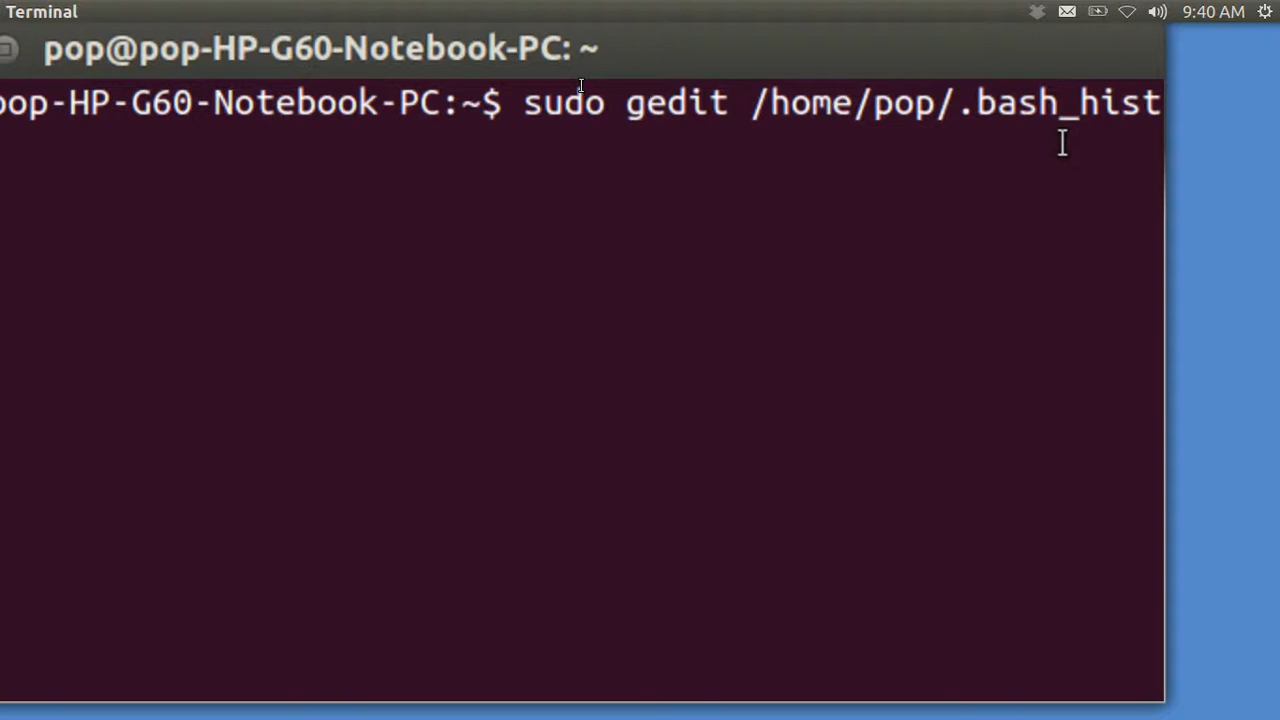 Terminal
9:40 AM
pop@pop-HP-G60-Notebook-PC: ~
pop-HP-G60-Notebook-PC:~$ sudo gedit /home/pop/.bash_hist